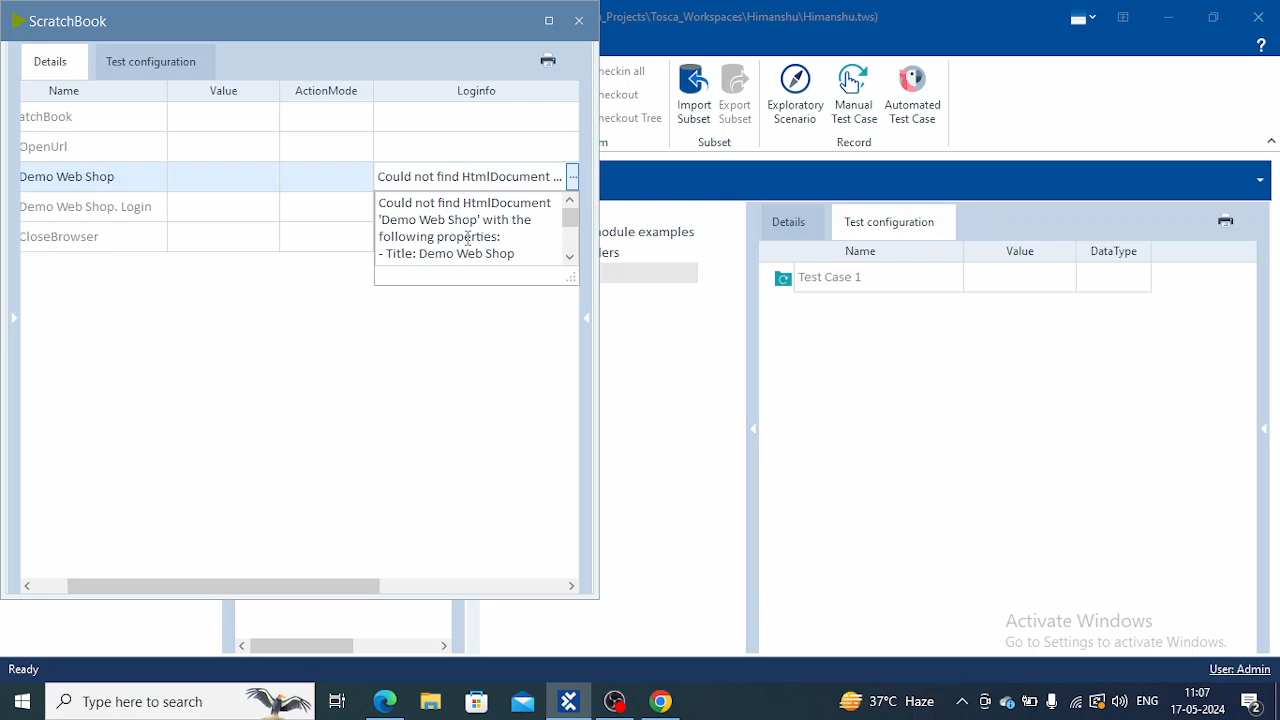 ScratchBook
_Projects\Tosca_Workspaces\Himanshu\Himanshu.tws)
?
Details
Test configuration
Name
Value
ActionMode
Loginfo
atchBook
OpenUrl
Demo Web Shop
Could not find HtmlDocument ...
...
Could not find HtmlDocument
'Demo Web Shop' with the
following properties:
- Title: Demo Web Shop
Demo Web Shop. Login
CloseBrowser
heckin all
heckout
heckout Tree
m
Import
Subset
Export
Subset
Subset
Exploratory
Scenario
Manual
Test Case
Automated
Test Case
Record
odule examples
lers
Details
Test configuration
Name
Value
DataType
Test Case 1
Activate Windows
Go to Settings to activate Windows.
Ready
User: Admin
Type here to search
37°C Haze
ENG
11:07
17-05-2024
2